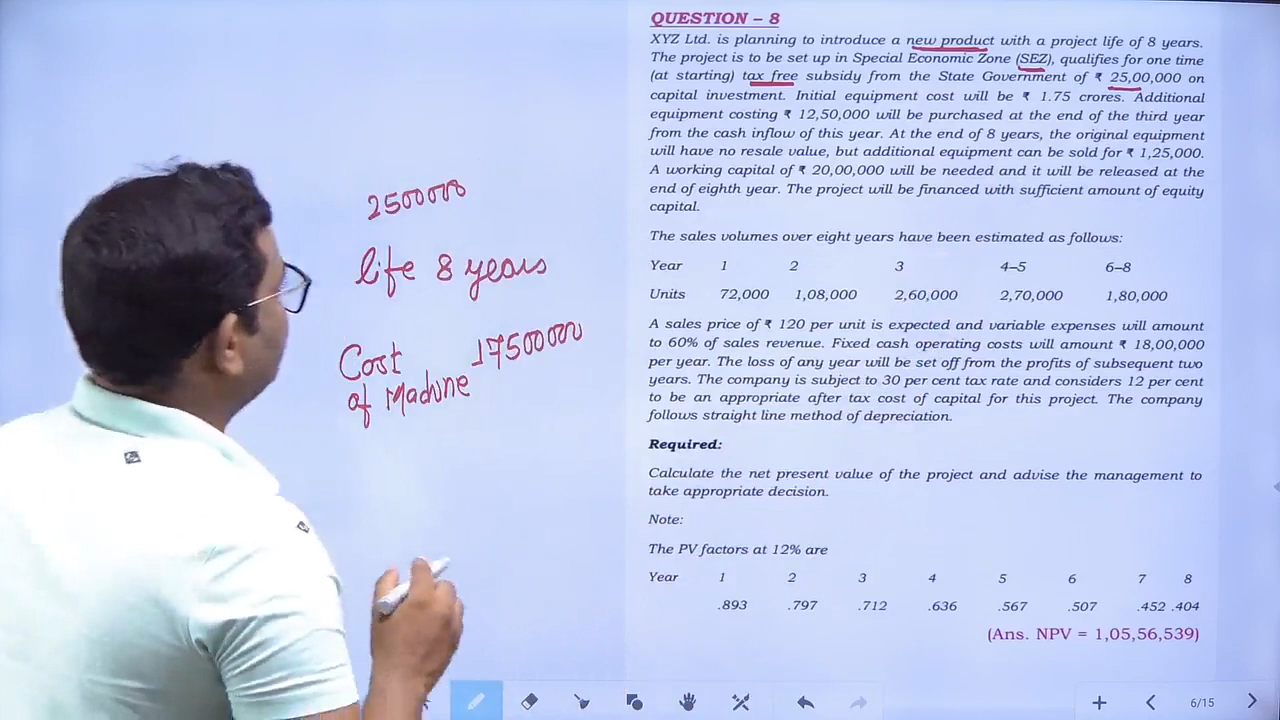 QUESTION – 8
XYZ Ltd. is planning to introduce a new product with a project life of 8 years.
The project is to be set up in Special Economic Zone (SEZ), qualifies for one time
(at starting) tax free subsidy from the State Government of ₹ 25,00,000 on
capital investment. Initial equipment cost will be ₹ 1.75 crores. Additional
equipment costing ₹ 12,50,000 will be purchased at the end of the third year
from the cash inflow of this year. At the end of 8 years, the original equipment
will have no resale value, but additional equipment can be sold for ₹ 1,25,000.
A working capital of ₹ 20,00,000 will be needed and it will be released at the
end of eighth year. The project will be financed with sufficient amount of equity
capital.
The sales volumes over eight years have been estimated as follows:
Year 1 2 3 4–5 6–8
Units 72,000 1,08,000 2,60,000 2,70,000 1,80,000
A sales price of ₹ 120 per unit is expected and variable expenses will amount
to 60% of sales revenue. Fixed cash operating costs will amount ₹ 18,00,000
per year. The loss of any year will be set off from the profits of subsequent two
years. The company is subject to 30 per cent tax rate and considers 12 per cent
to be an appropriate after tax cost of capital for this project. The company
follows straight line method of depreciation.
Required:
Calculate the net present value of the project and advise the management to
take appropriate decision.
Note:
The PV factors at 12% are
Year 1 2 3 4 5 6 7 8
.893 .797 .712 .636 .567 .507 .452 .404
(Ans. NPV = 1,05,56,539)
2500000
life 8 years
Cost 17500000
of Machine
6/15